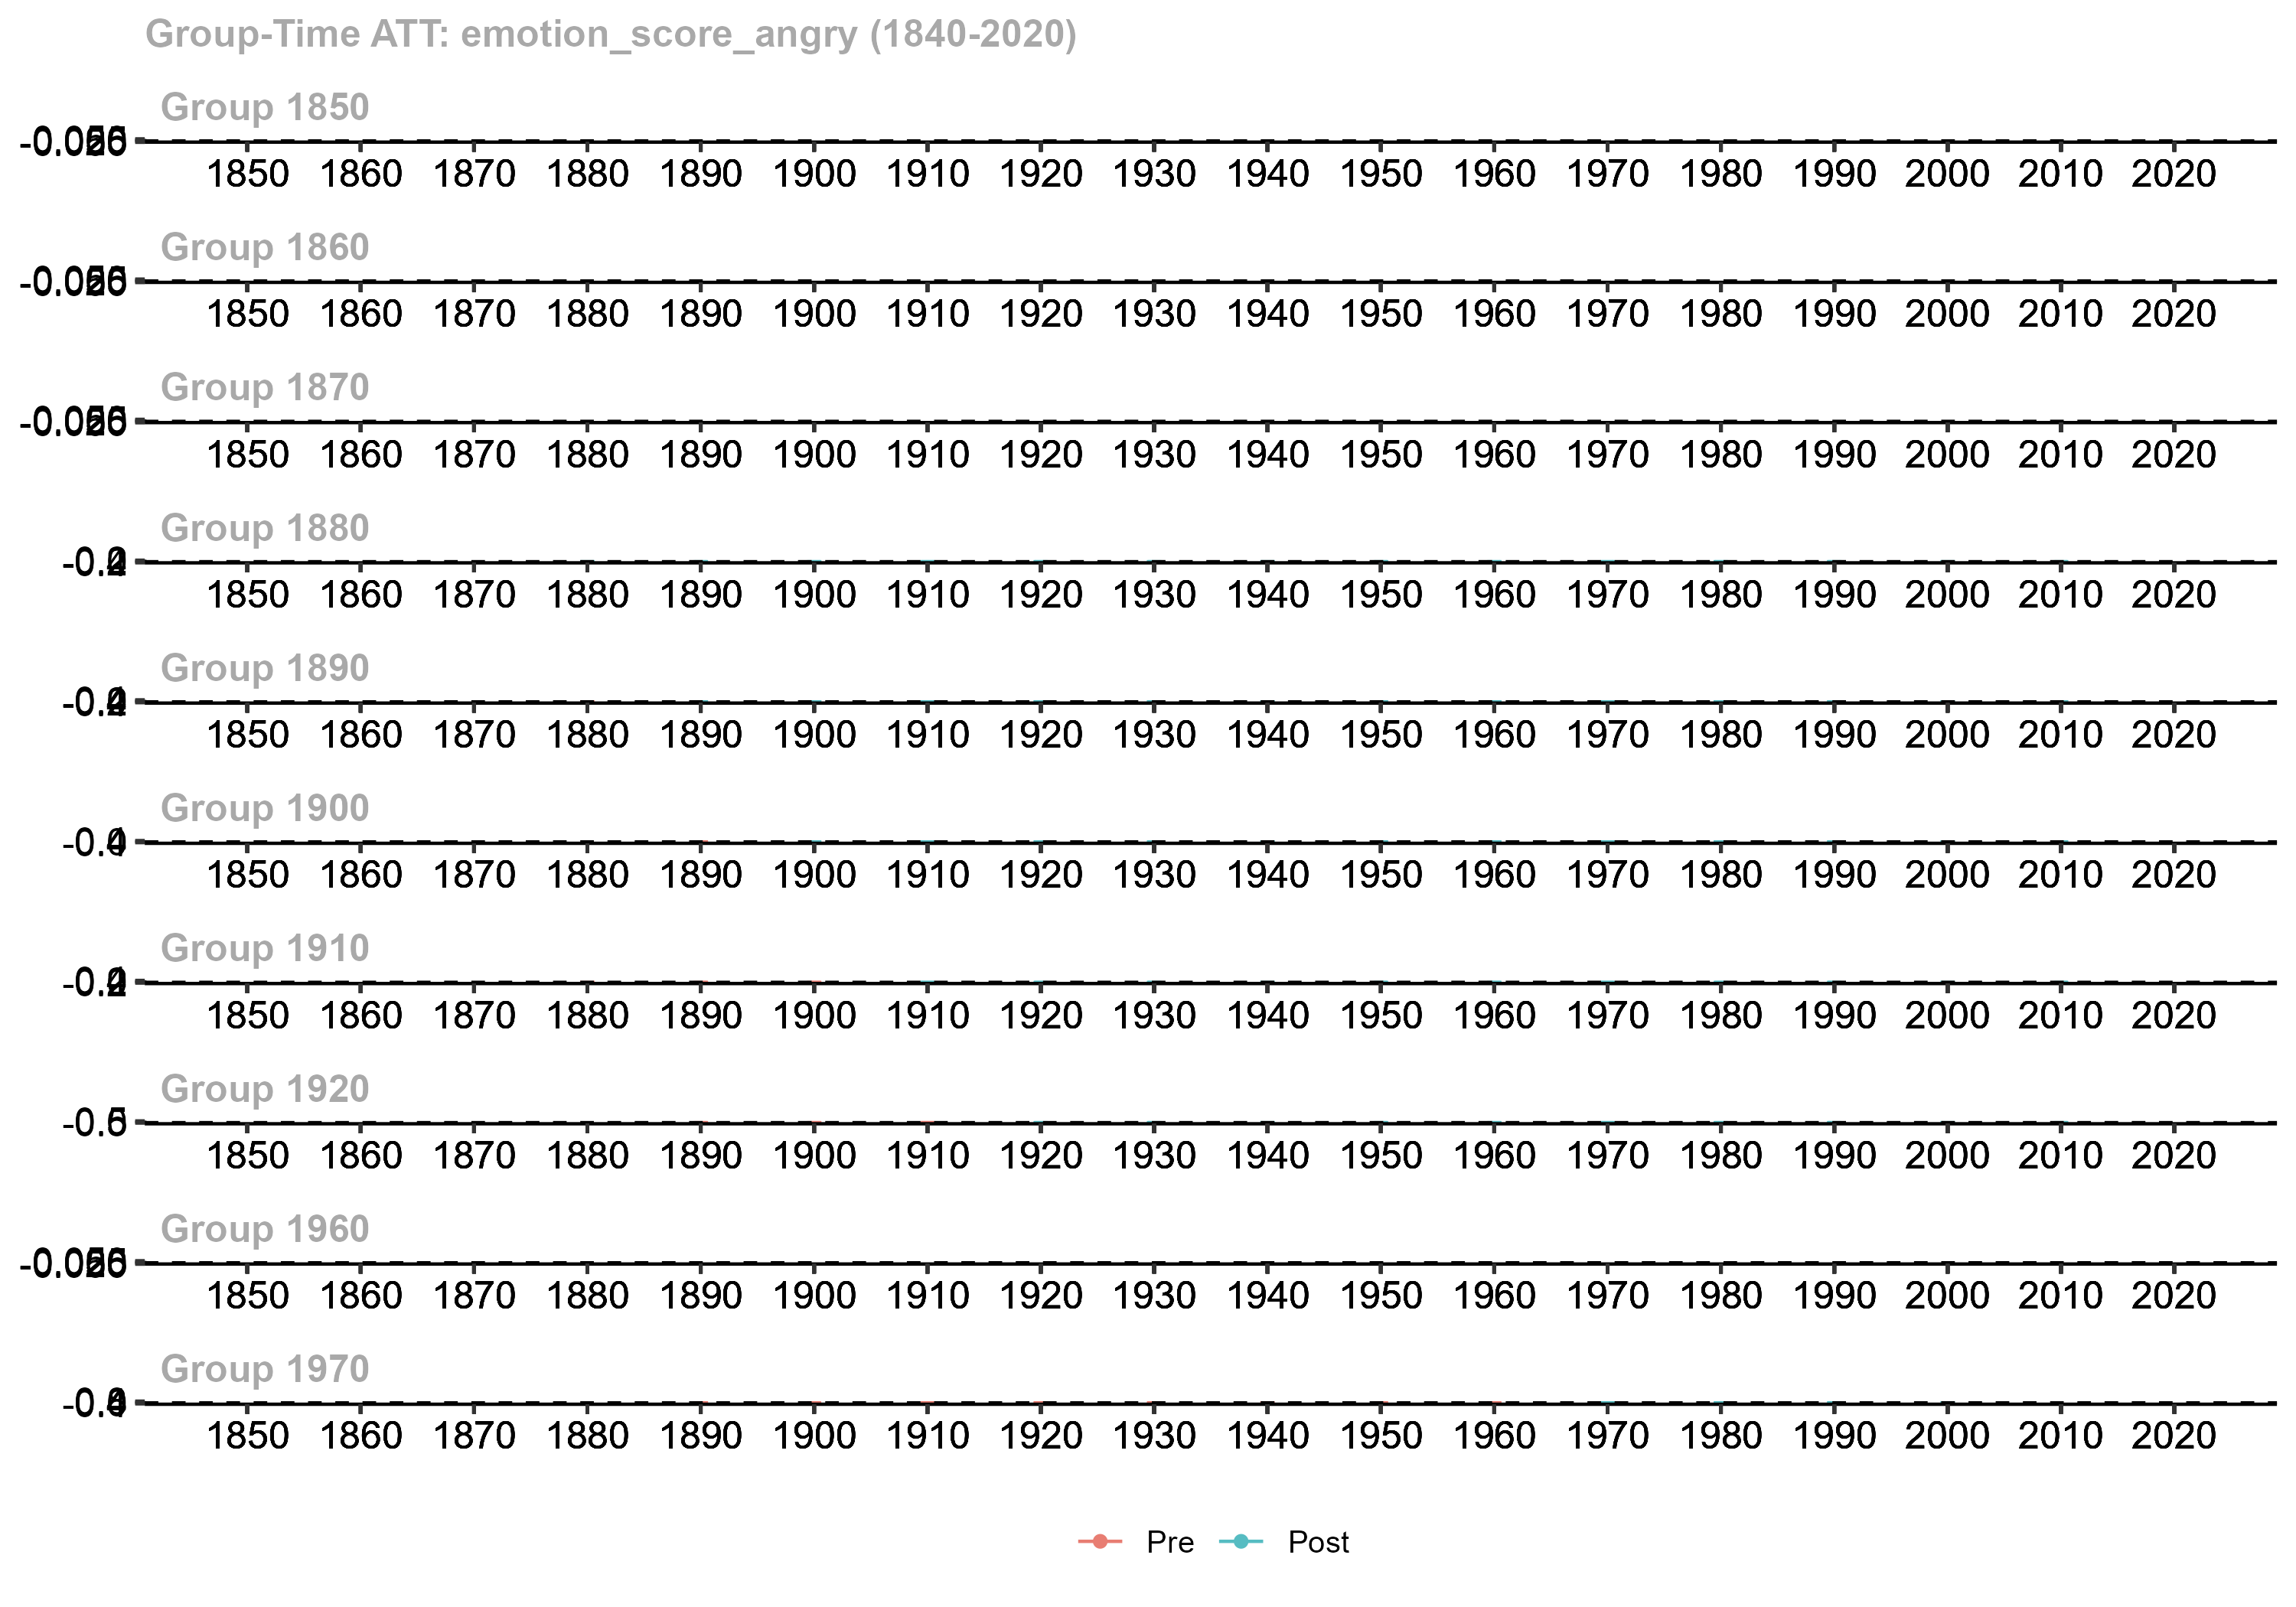 Group-Time ATT: emotion_score_angry (1840-2020)
Group 1850
1850 1860 1870 1880 1890 1900 1910 1920 1930 1940 1950 1960 1970 1980 1990 2000 2010 2020
Group 1860
1850 1860 1870 1880 1890 1900 1910 1920 1930 1940 1950 1960 1970 1980 1990 2000 2010 2020
Group 1870
1850 1860 1870 1880 1890 1900 1910 1920 1930 1940 1950 1960 1970 1980 1990 2000 2010 2020
Group 1880
1850 1860 1870 1880 1890 1900 1910 1920 1930 1940 1950 1960 1970 1980 1990 2000 2010 2020
Group 1890
1850 1860 1870 1880 1890 1900 1910 1920 1930 1940 1950 1960 1970 1980 1990 2000 2010 2020
Group 1900
1850 1860 1870 1880 1890 1900 1910 1920 1930 1940 1950 1960 1970 1980 1990 2000 2010 2020
Group 1910
1850 1860 1870 1880 1890 1900 1910 1920 1930 1940 1950 1960 1970 1980 1990 2000 2010 2020
Group 1920
1850 1860 1870 1880 1890 1900 1910 1920 1930 1940 1950 1960 1970 1980 1990 2000 2010 2020
Group 1960
1850 1860 1870 1880 1890 1900 1910 1920 1930 1940 1950 1960 1970 1980 1990 2000 2010 2020
Group 1970
1850 1860 1870 1880 1890 1900 1910 1920 1930 1940 1950 1960 1970 1980 1990 2000 2010 2020
Pre Post